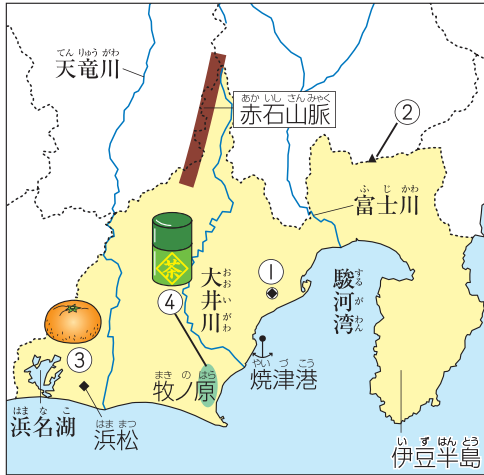 てんりゅうがわ
天竜川
あかいしさんみゃく
赤石山脈
②
ふじかわ
富士川
茶
おおいがわ
大井川
①
するがわん
駿河湾
④
③
まきのはら
牧ノ原
やいづこう
焼津港
はまなこ
浜名湖
はままつ
浜松
いずはんとう
伊豆半島